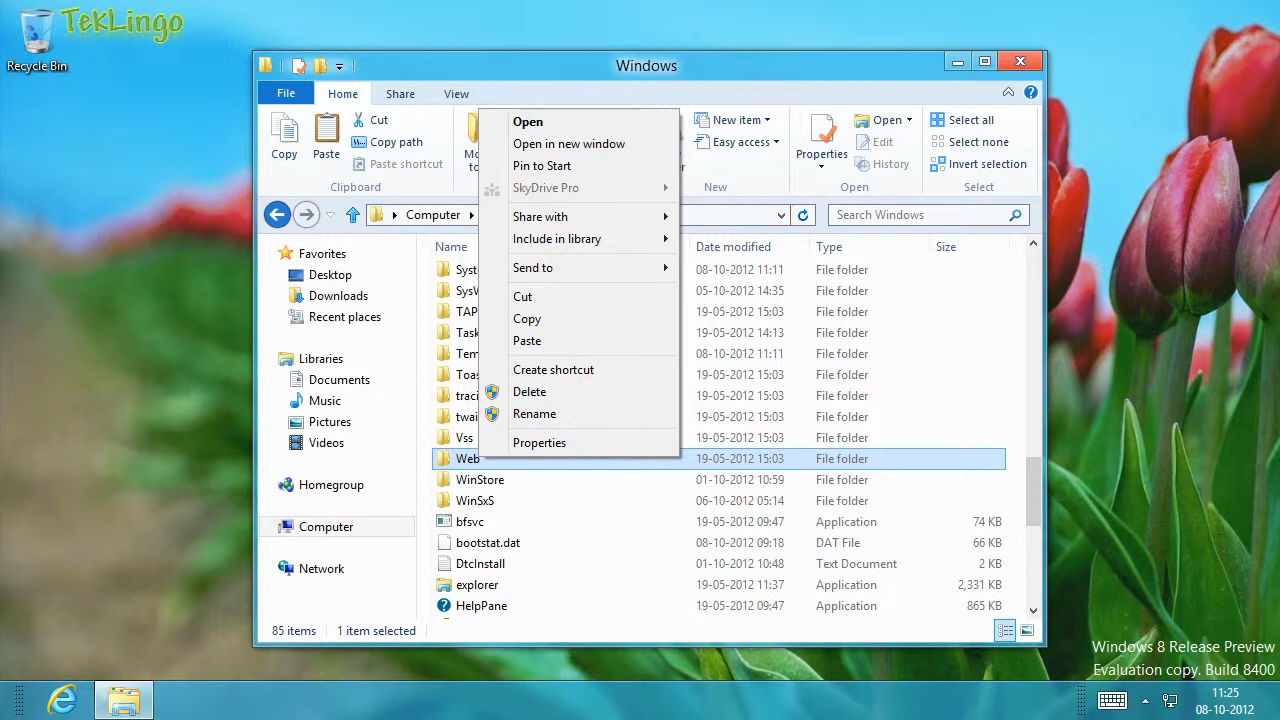 TekLingo
Recycle Bin
Windows
File Home Share View
Copy
Paste
Cut
Copy path
Paste shortcut
Clipboard
New item
Easy access
New
Properties
Open
Edit
History
Open
Select all
Select none
Invert selection
Select
Computer
Search Windows
Favorites
Desktop
Downloads
Recent places
Libraries
Documents
Music
Pictures
Videos
Homegroup
Computer
Network
Open
Open in new window
Pin to Start
SkyDrive Pro
Share with
Include in library
Send to
Cut
Copy
Paste
Create shortcut
Delete
Rename
Properties
Name Date modified Type Size
08-10-2012 11:11 File folder
05-10-2012 14:35 File folder
TAP 19-05-2012 15:03 File folder
Task 19-05-2012 14:13 File folder
08-10-2012 11:11 File folder
19-05-2012 15:03 File folder
19-05-2012 15:03 File folder
19-05-2012 15:03 File folder
Vss 19-05-2012 15:03 File folder
Web 19-05-2012 15:03 File folder
WinStore 01-10-2012 10:59 File folder
WinSxS 06-10-2012 05:14 File folder
bfsvc 19-05-2012 09:47 Application 74 KB
bootstat.dat 08-10-2012 09:18 DAT File 66 KB
DtcInstall 01-10-2012 10:48 Text Document 2 KB
explorer 19-05-2012 11:37 Application 2,331 KB
HelpPane 19-05-2012 09:47 Application 865 KB
85 items 1 item selected
Windows 8 Release Preview
Evaluation copy. Build 8400
11:25
08-10-2012